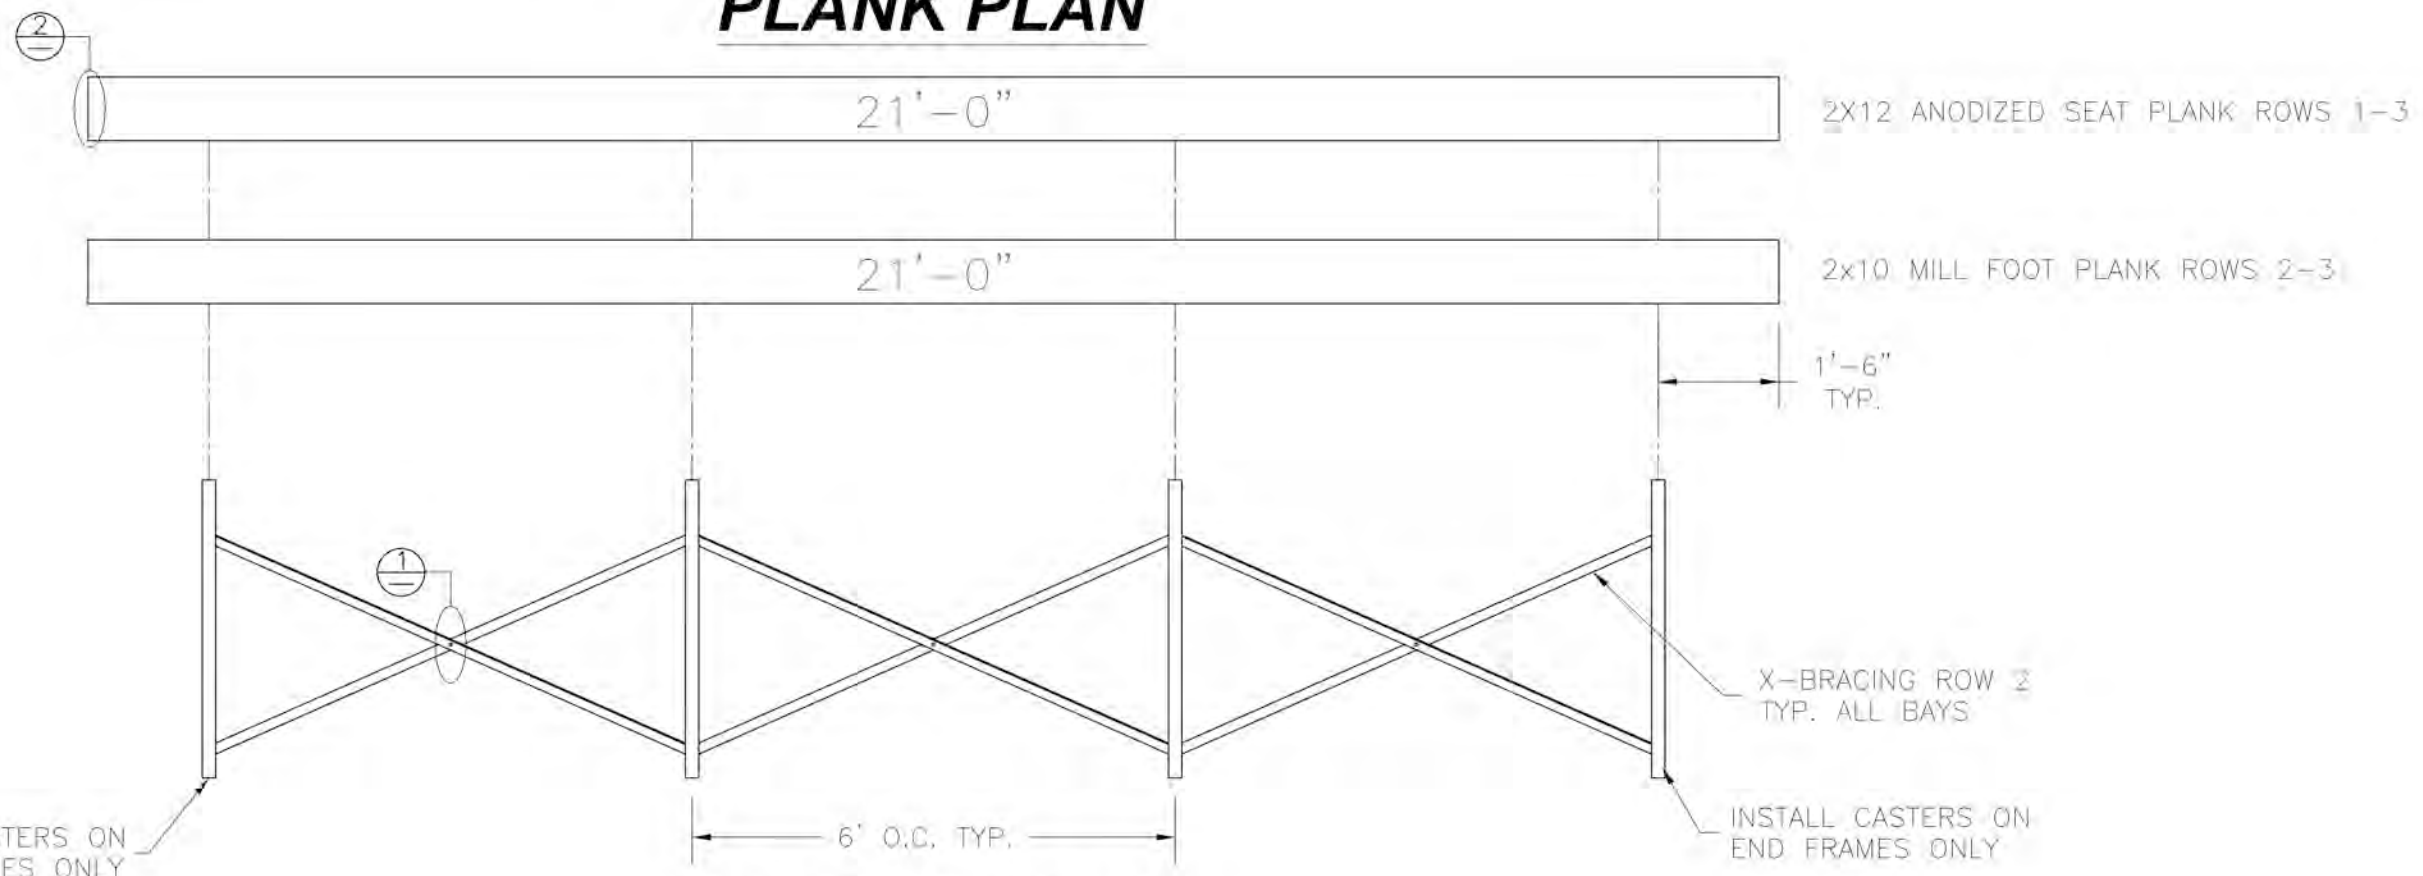 PLANK PLAN
2
21'-0"
2X12 ANODIZED SEAT PLANK ROWS 1-3
21'-0"
2x10 MILL FOOT PLANK ROWS 2-3
1'-6"
TYP.
1
X-BRACING ROW 2
TYP. ALL BAYS
TERS ON
ES ONLY
6' O.C. TYP.
INSTALL CASTERS ON
END FRAMES ONLY